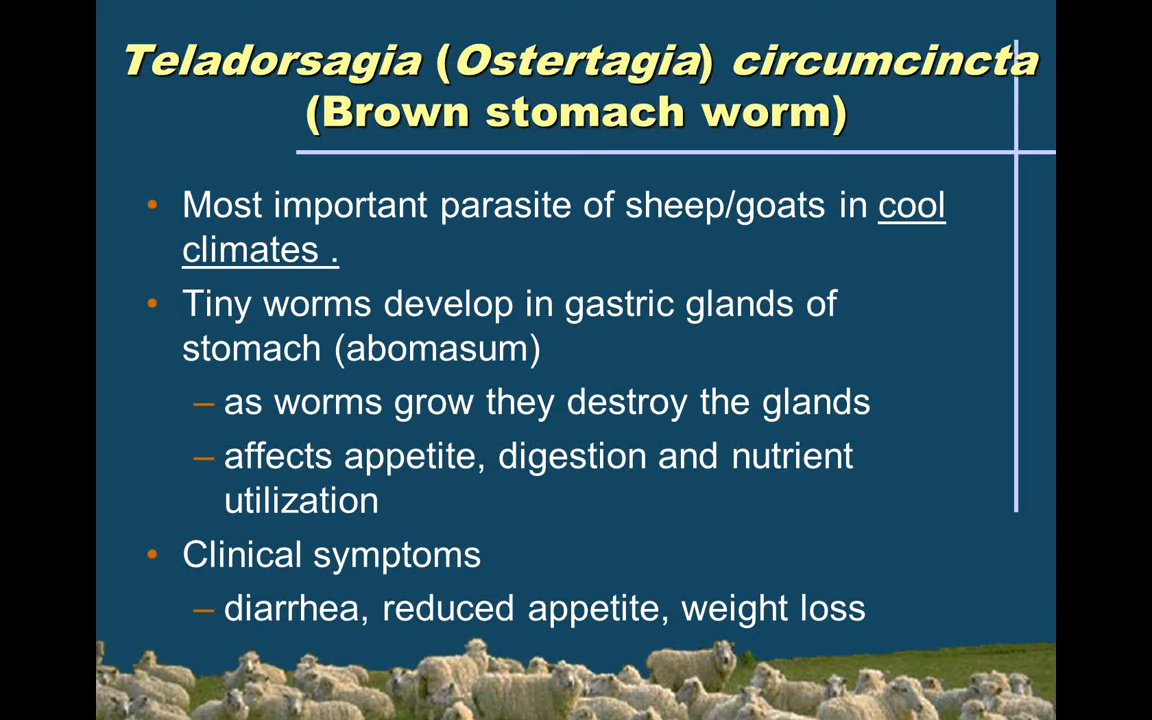 Teladorsagia (Ostertagia) circumcincta
(Brown stomach worm)
• Most important parasite of sheep/goats in cool
climates .
• Tiny worms develop in gastric glands of
stomach (abomasum)
– as worms grow they destroy the glands
– affects appetite, digestion and nutrient
utilization
• Clinical symptoms
– diarrhea, reduced appetite, weight loss